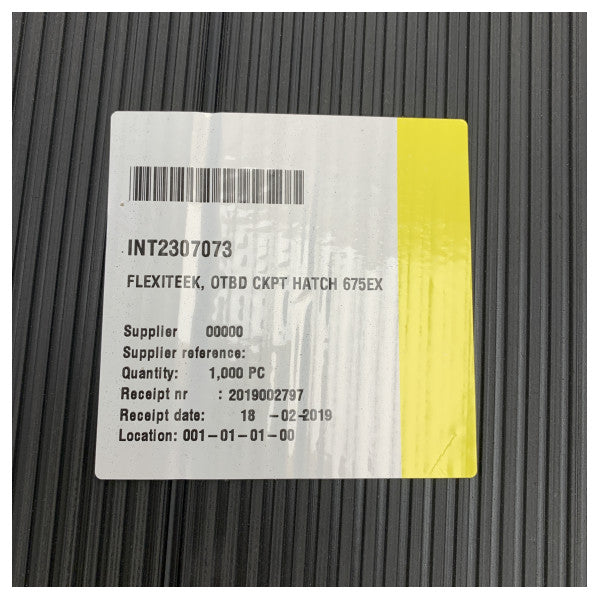 INT2307073
FLEXITEEK, OTBD CKPT HATCH 675EX
Supplier 00000
Supplier reference:
Quantity: 1,000 PC
Receipt nr : 2019002797
Receipt date: 18 -02-2019
Location: 001-01-01-00